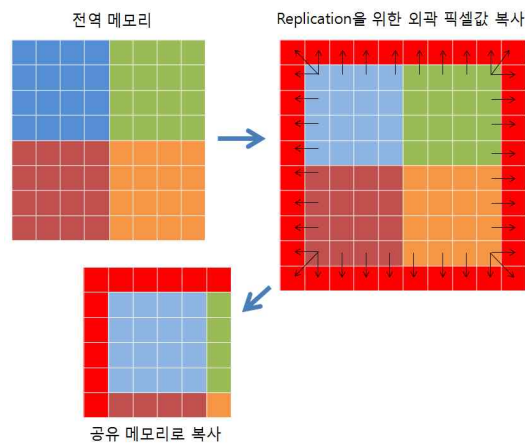 전역 메모리
Replication을 위한 외곽 픽셀값 복사
공유 메모리로 복사